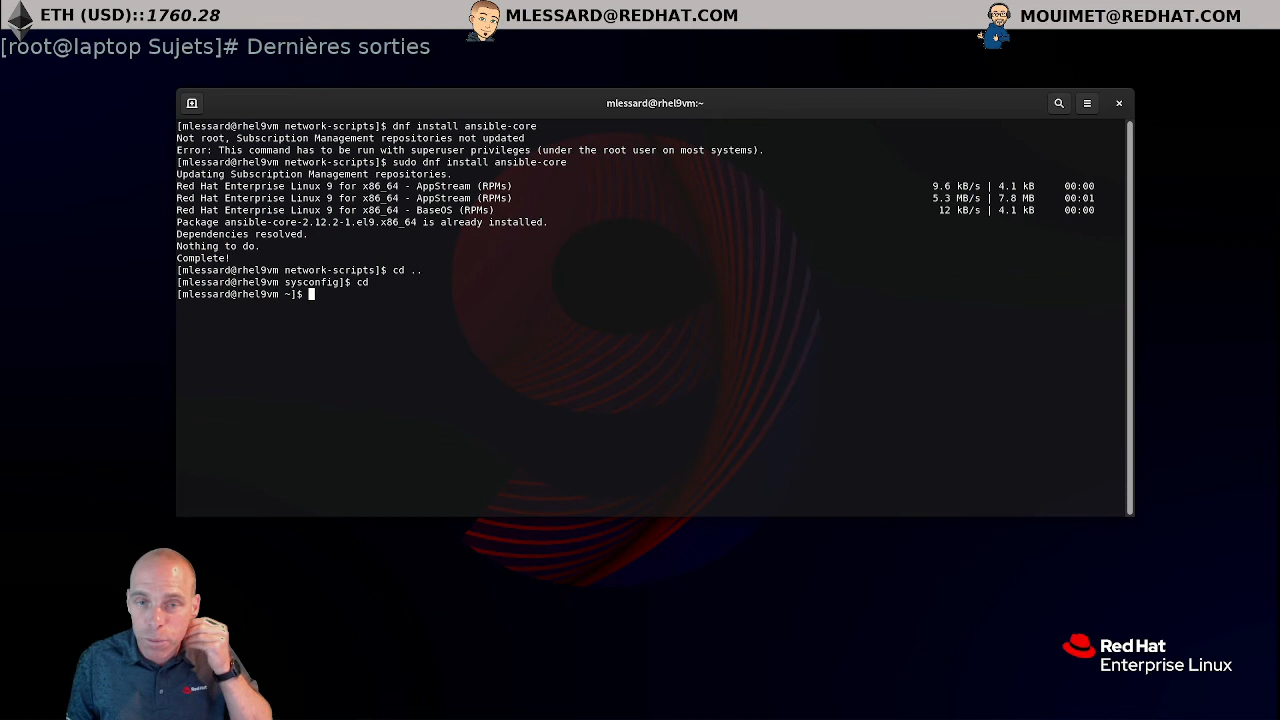 ETH (USD)::1760.28
MLESSARD@REDHAT.COM
MOUIMET@REDHAT.COM
[root@laptop Sujets]# Dernières sorties
mlessard@rhel9vm:~
[mlessard@rhel9vm network-scripts]$ dnf install ansible-core
Not root, Subscription Management repositories not updated
Error: This command has to be run with superuser privileges (under the root user on most systems).
[mlessard@rhel9vm network-scripts]$ sudo dnf install ansible-core
Updating Subscription Management repositories.
Red Hat Enterprise Linux 9 for x86_64 - AppStream (RPMs) 9.6 kB/s | 4.1 kB 00:00
Red Hat Enterprise Linux 9 for x86_64 - AppStream (RPMs) 5.3 MB/s | 7.8 MB 00:01
Red Hat Enterprise Linux 9 for x86_64 - BaseOS (RPMs) 12 kB/s | 4.1 kB 00:00
Package ansible-core-2.12.2-1.el9.x86_64 is already installed.
Dependencies resolved.
Nothing to do.
Complete!
[mlessard@rhel9vm network-scripts]$ cd ..
[mlessard@rhel9vm sysconfig]$ cd
[mlessard@rhel9vm ~]$
Red Hat
Enterprise Linux